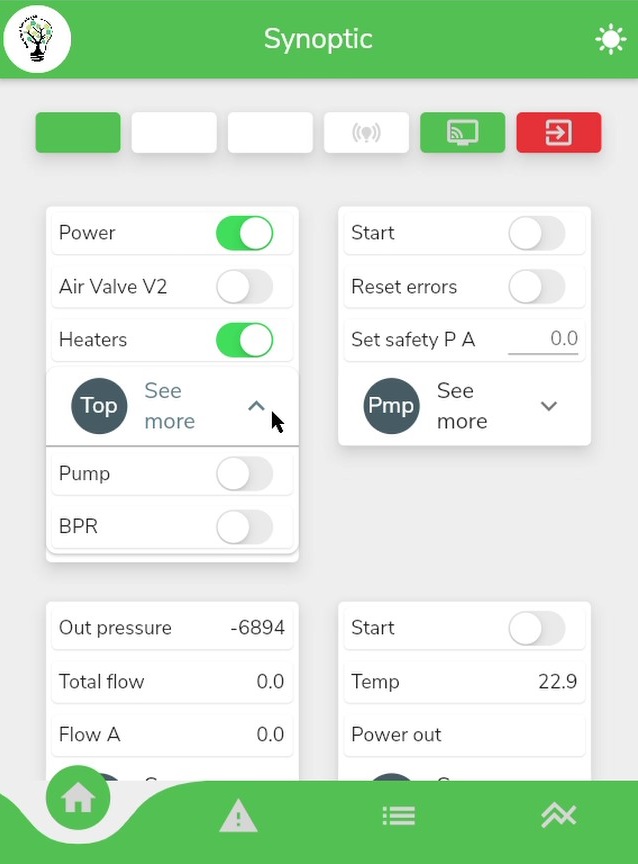 Synoptic
Power
Air Valve V2
Heaters
Top
See
more
Pump
BPR
Start
Reset errors
Set safety P A 0.0
Pmp
See
more
Out pressure -6894
Total flow 0.0
Flow A 0.0
Start
Temp 22.9
Power out